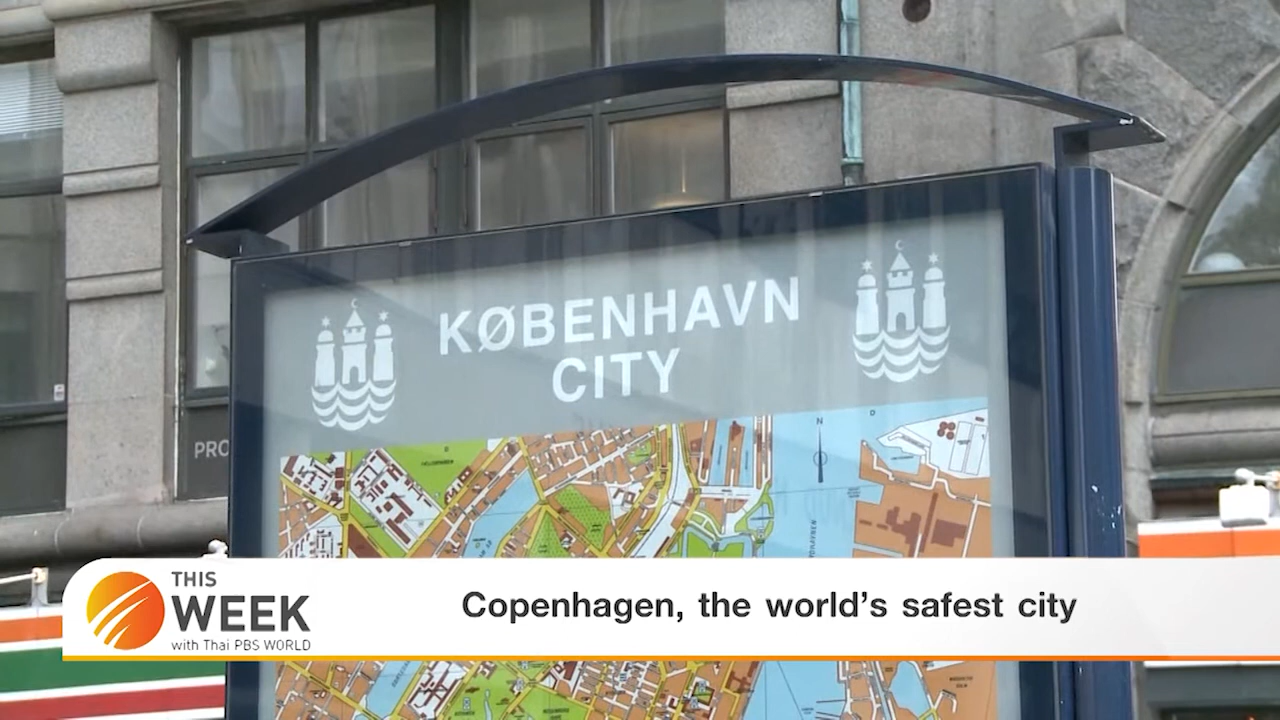 KØBENHAVN
CITY
N
D
PRO
THIS
WEEK
with Thai PBS WORLD
Copenhagen, the world's safest city